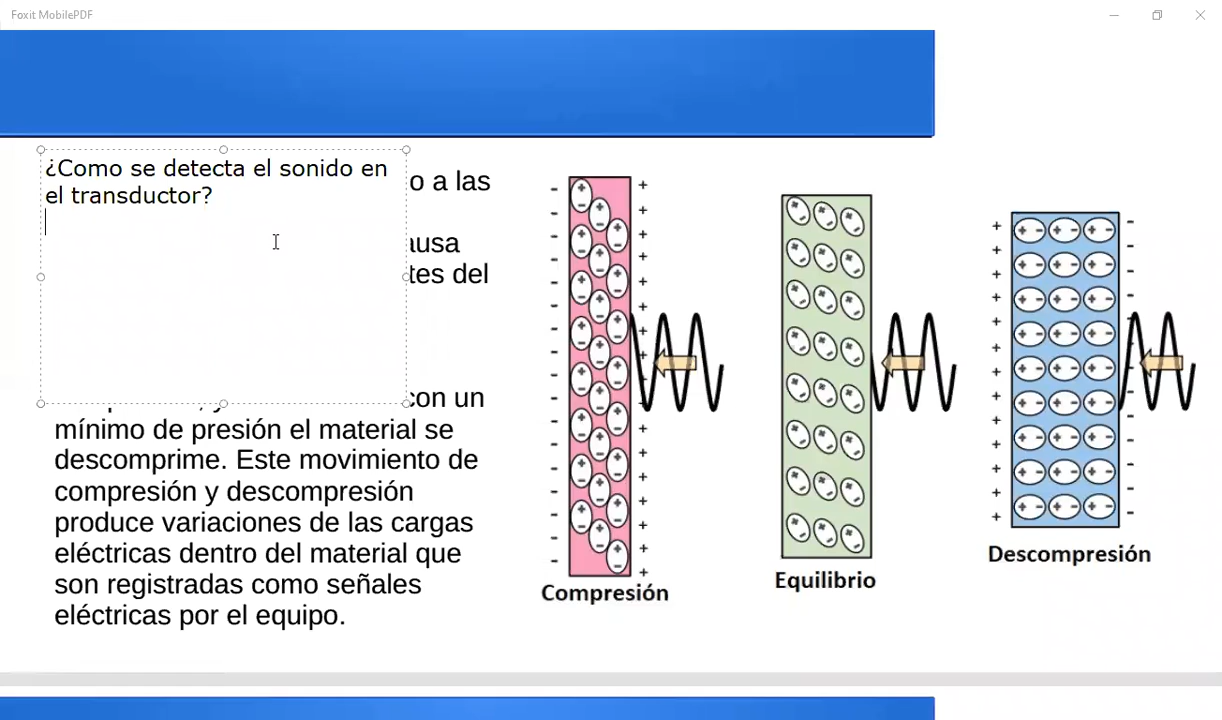 Foxit MobilePDF
¿Como se detecta el sonido en
el transductor?
o a las
ausa
tes del
con un
mínimo de presión el material se
descomprime. Este movimiento de
compresión y descompresión
produce variaciones de las cargas
eléctricas dentro del material que
son registradas como señales
eléctricas por el equipo.
Compresión
Equilibrio
Descompresión